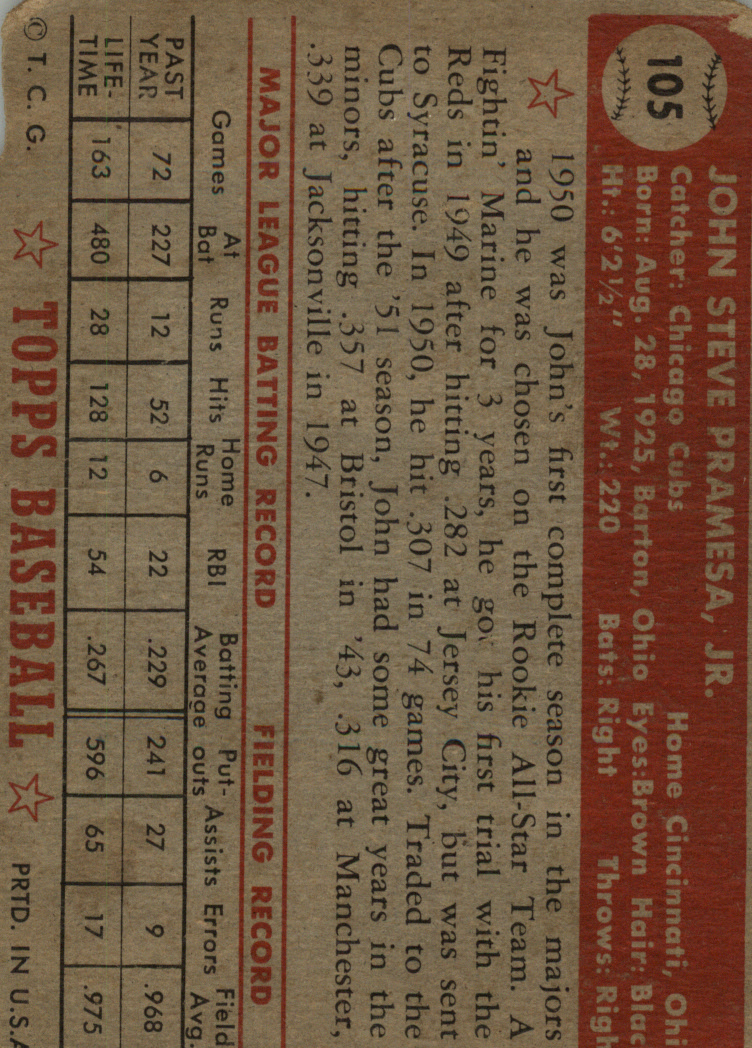 105
JOHN STEVE PRAMESA, JR.
Catcher: Chicago Cubs Home Cincinnati, Ohi
Born: Aug. 28, 1925, Barton, Ohio Eyes:Brown Hair: Blac
Ht.: 6'2½" Wt.: 220 Bats: Right Throws: Righ
1950 was John's first complete season in the majors
and he was chosen on the Rookie All-Star Team. A
Fightin' Marine for 3 years, he got his first trial with the
Reds in 1949 after hitting .282 at Jersey City, but was sent
to Syracuse. In 1950, he hit .307 in 74 games. Traded to the
Cubs after the '51 season, John had some great years in the
minors, hitting .357 at Bristol in '43, .316 at Manchester,
.339 at Jacksonville in 1947.
MAJOR LEAGUE BATTING RECORD FIELDING RECORD
Games At Bat Runs Hits Home Runs RBI Batting Average Put-outs Assists Errors Field Avg.
PAST YEAR 72 227 12 52 6 22 .229 241 27 9 .968
LIFE-TIME 163 480 28 128 12 54 .267 596 65 17 .975
© T. C. G. TOPPS BASEBALL PRTD. IN U.S.A